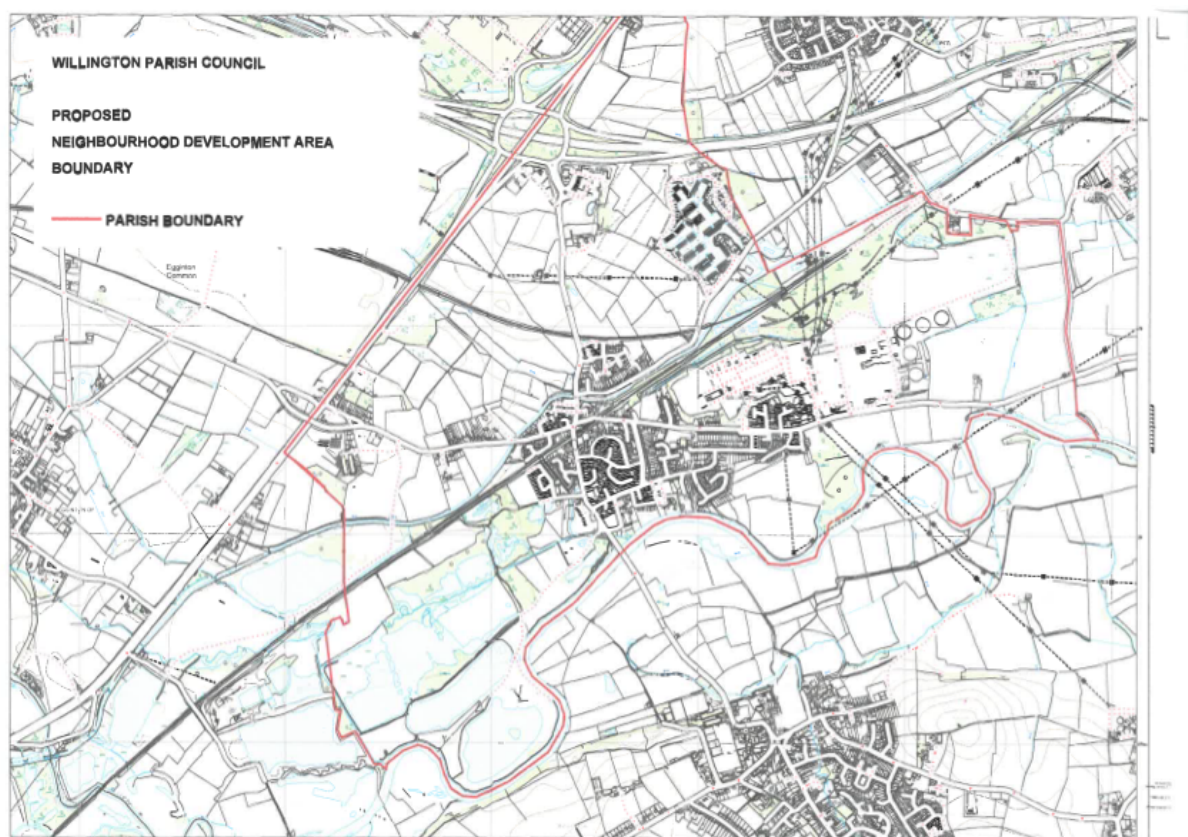 WILLINGTON PARISH COUNCIL
PROPOSED
NEIGHBOURHOOD DEVELOPMENT AREA
BOUNDARY
PARISH BOUNDARY
Egginton
Common